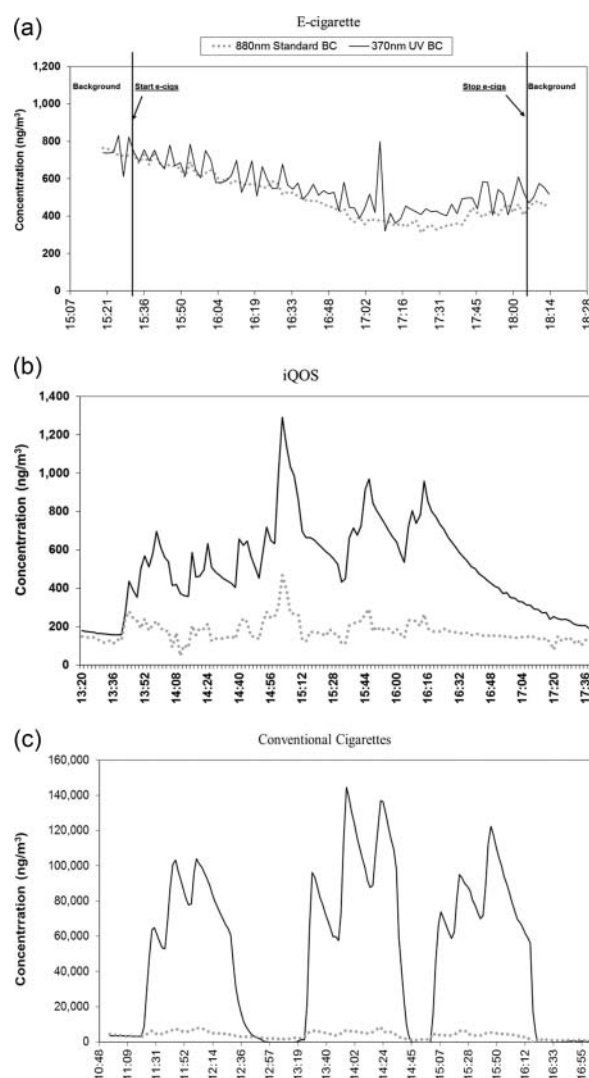 (a)
E-cigarette
880nm Standard BC 370nm UV BC
1,200
1,000
800
600
400
200
0
Concentrration (ng/m³)
Background
Start e-cigs
Stop e-cigs
Background
15:07 15:21 15:36 15:50 16:04 16:19 16:33 16:48 17:02 17:16 17:31 17:45 18:00 18:14 18:28
(b)
iQOS
1,400
1,200
1,000
800
600
400
200
0
Concentrration (ng/m³)
13:20 13:36 13:52 14:08 14:24 14:40 14:56 15:12 15:28 15:44 16:00 16:16 16:32 16:48 17:04 17:20 17:36
(c)
Conventional Cigarettes
160,000
140,000
120,000
100,000
80,000
60,000
40,000
20,000
0
Concentrration (ng/m³)
10:48 11:09 11:31 11:52 12:14 12:36 12:57 13:19 13:40 14:02 14:24 14:45 15:07 15:28 15:50 16:12 16:33 16:55